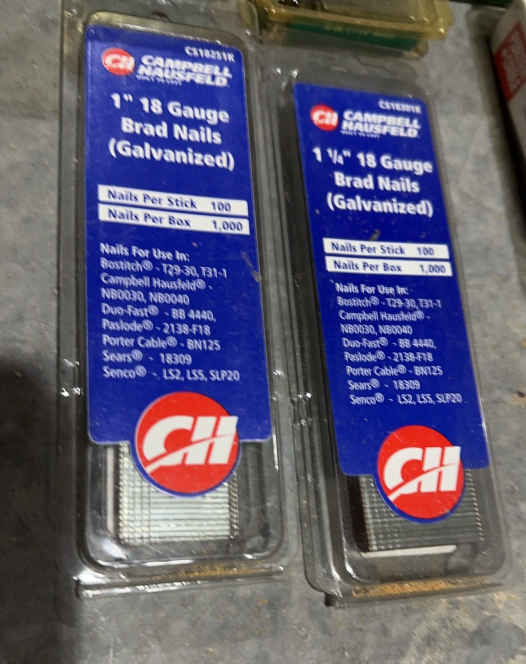 CS18251R
CH CAMPBELL
HAUSFELD
1" 18 Gauge
Brad Nails
(Galvanized)
Nails Per Stick 100
Nails Per Box 1,000
Nails For Use In:
Bostitch® - T29-30, T31-1
Campbell Hausfeld® -
NB0030, NB0040
Duo-Fast® - BB 4440,
Paslode® - 2138-F18
Porter Cable® - BN125
Sears® - 18309
Senco® - LS2, LS5, SLP20
CH
CH CAMPBELL
HAUSFELD
1 ¼" 18 Gauge
Brad Nails
(Galvanized)
Nails Per Stick 100
Nails Per Box 1,000
Nails For Use In:
Bostitch® - T29-30, T31-1
Campbell Hausfeld® -
NB0030, NB0040
Duo-Fast® - BB 4440,
Paslode® - 2138-F18
Porter Cable® - BN125
Sears® - 18309
Senco® - LS2, LS5, SLP20
CH